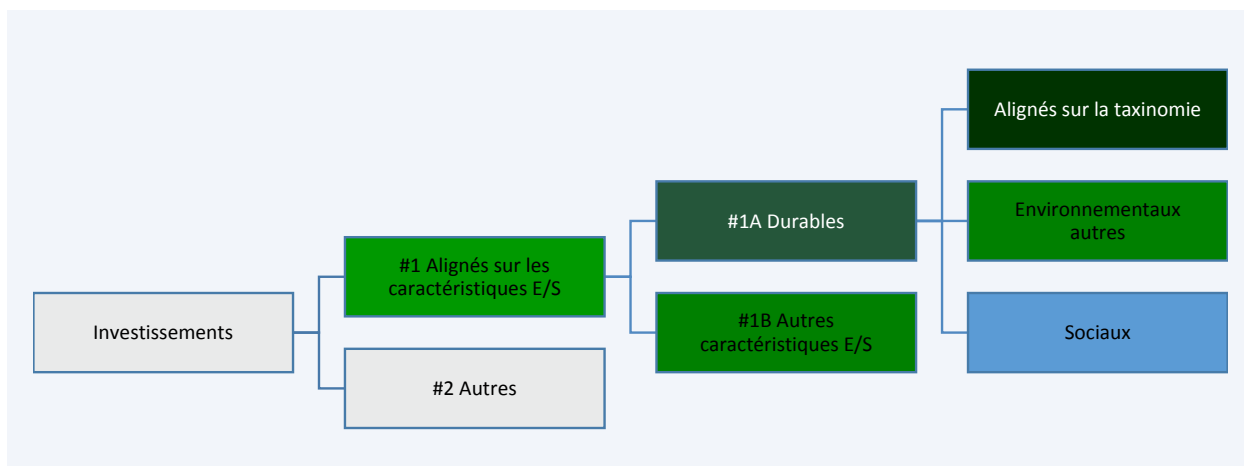 Investissements
#1 Alignés sur les
caractéristiques E/S
#2 Autres
#1A Durables
#1B Autres
caractéristiques E/S
Alignés sur la taxinomie
Environnementaux
autres
Sociaux